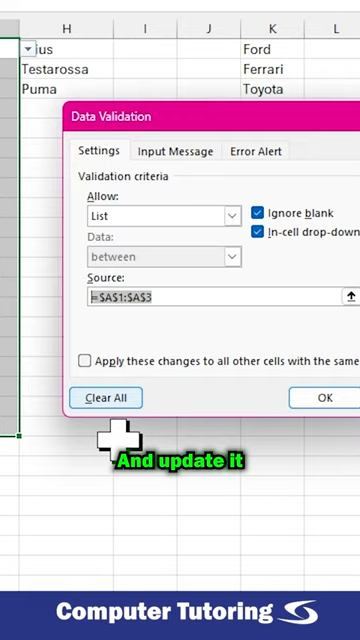 H I J K L
ius Ford
Testarossa Ferrari
Puma Toyota
Data Validation
Settings Input Message Error Alert
Validation criteria
Allow:
List Ignore blank
In-cell drop-down
Data:
between
Source:
=$A$1:$A$3
Apply these changes to all other cells with the same
Clear All OK
And update it
Computer Tutoring